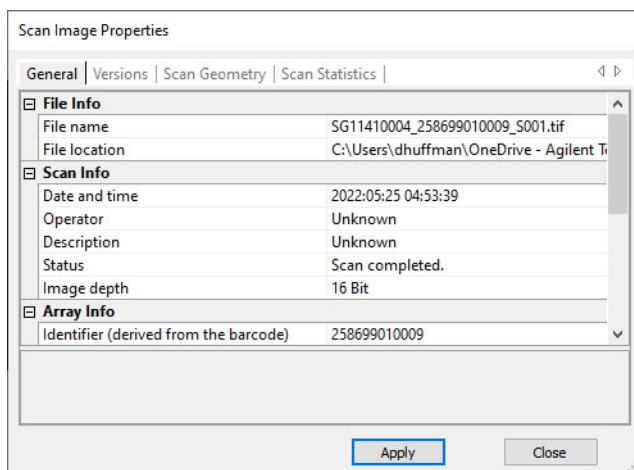 Scan Image Properties
General Versions Scan Geometry Scan Statistics
File Info
File name SG11410004_258699010009_S001.tif
File location C:\Users\dhuffman\OneDrive - Agilent Te
Scan Info
Date and time 2022:05:25 04:53:39
Operator Unknown
Description Unknown
Status Scan completed.
Image depth 16 Bit
Array Info
Identifier (derived from the barcode) 258699010009
Apply Close